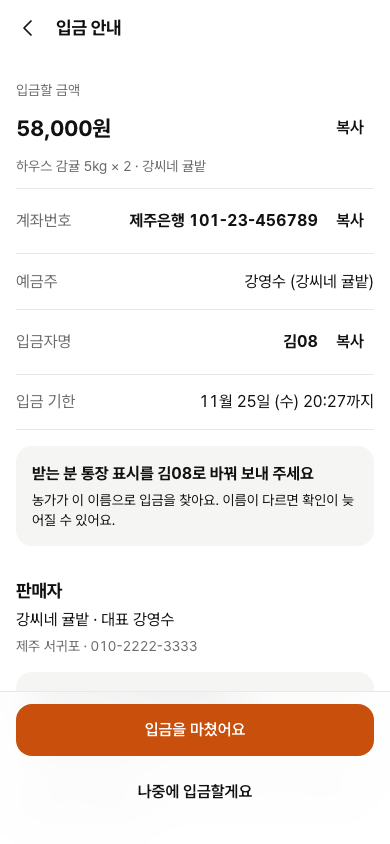 입금 안내
입금할 금액
58,000원
복사
하우스 감귤 5kg × 2 · 강씨네 귤밭
계좌번호
제주은행 101-23-456789
복사
예금주
강영수 (강씨네 귤밭)
입금자명
김08
복사
입금 기한
11월 25일 (수) 20:27까지
받는 분 통장 표시를 김08로 바꿔 보내 주세요
농가가 이 이름으로 입금을 찾아요. 이름이 다르면 확인이 늦
어질 수 있어요.
판매자
강씨네 귤밭 · 대표 강영수
제주 서귀포 · 010-2222-3333
입금을 마쳤어요
나중에 입금할게요